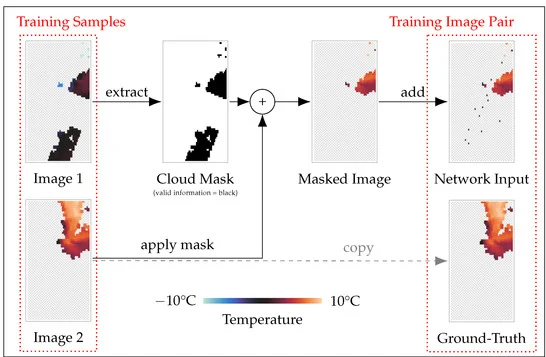 Training Samples
Training Image Pair
extract
+
add
Image 1
Cloud Mask
(valid information = black)
Masked Image
Network Input
apply mask
copy
−10°C
10°C
Temperature
Image 2
Ground-Truth